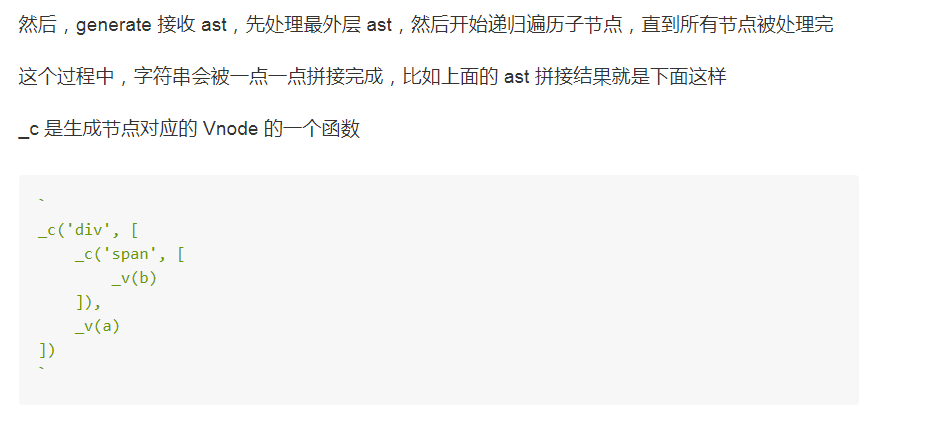 然后，generate 接收 ast，先处理最外层 ast，然后开始递归遍历子节点，直到所有节点被处理完
这个过程中，字符串会被一点一点拼接完成，比如上面的 ast 拼接结果就是下面这样
_c 是生成节点对应的 Vnode 的一个函数
`
_c('div', [
    _c('span', [
        _v(b)
    ]),
    _v(a)
])
`